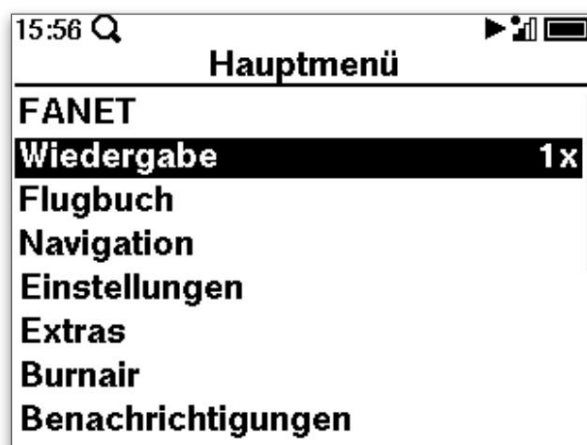 15:56
Hauptmenü
FANET
Wiedergabe 1x
Flugbuch
Navigation
Einstellungen
Extras
Burnair
Benachrichtigungen